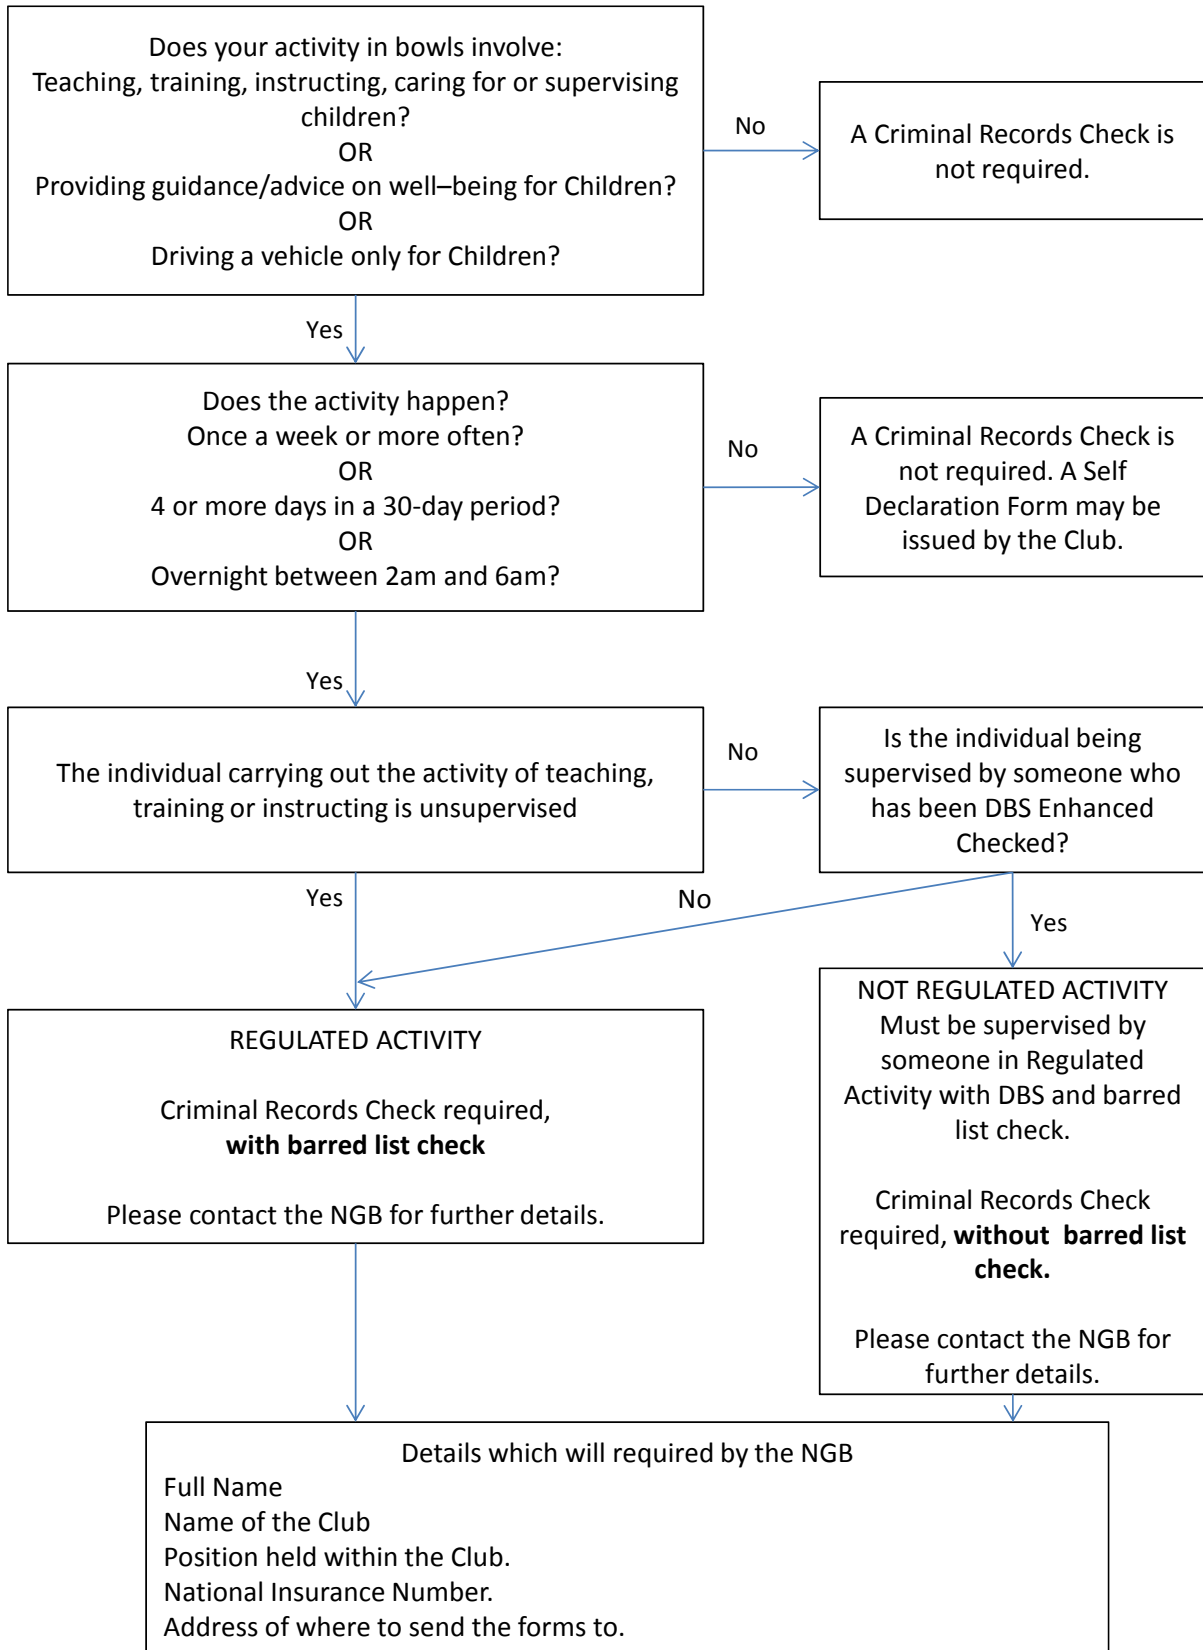 Does your activity in bowls involve:
Teaching, training, instructing, caring for or supervising
children?
OR
Providing guidance/advice on well–being for Children?
OR
Driving a vehicle only for Children?
No
A Criminal Records Check is
not required.
Yes
Does the activity happen?
Once a week or more often?
OR
4 or more days in a 30-day period?
OR
Overnight between 2am and 6am?
No
A Criminal Records Check is
not required. A Self
Declaration Form may be
issued by the Club.
Yes
The individual carrying out the activity of teaching,
training or instructing is unsupervised
No
Is the individual being
supervised by someone who
has been DBS Enhanced
Checked?
Yes
No
Yes
REGULATED ACTIVITY
Criminal Records Check required,
with barred list check
Please contact the NGB for further details.
NOT REGULATED ACTIVITY
Must be supervised by
someone in Regulated
Activity with DBS and barred
list check.
Criminal Records Check
required, without barred list
check.
Please contact the NGB for
further details.
Details which will required by the NGB
Full Name
Name of the Club
Position held within the Club.
National Insurance Number.
Address of where to send the forms to.